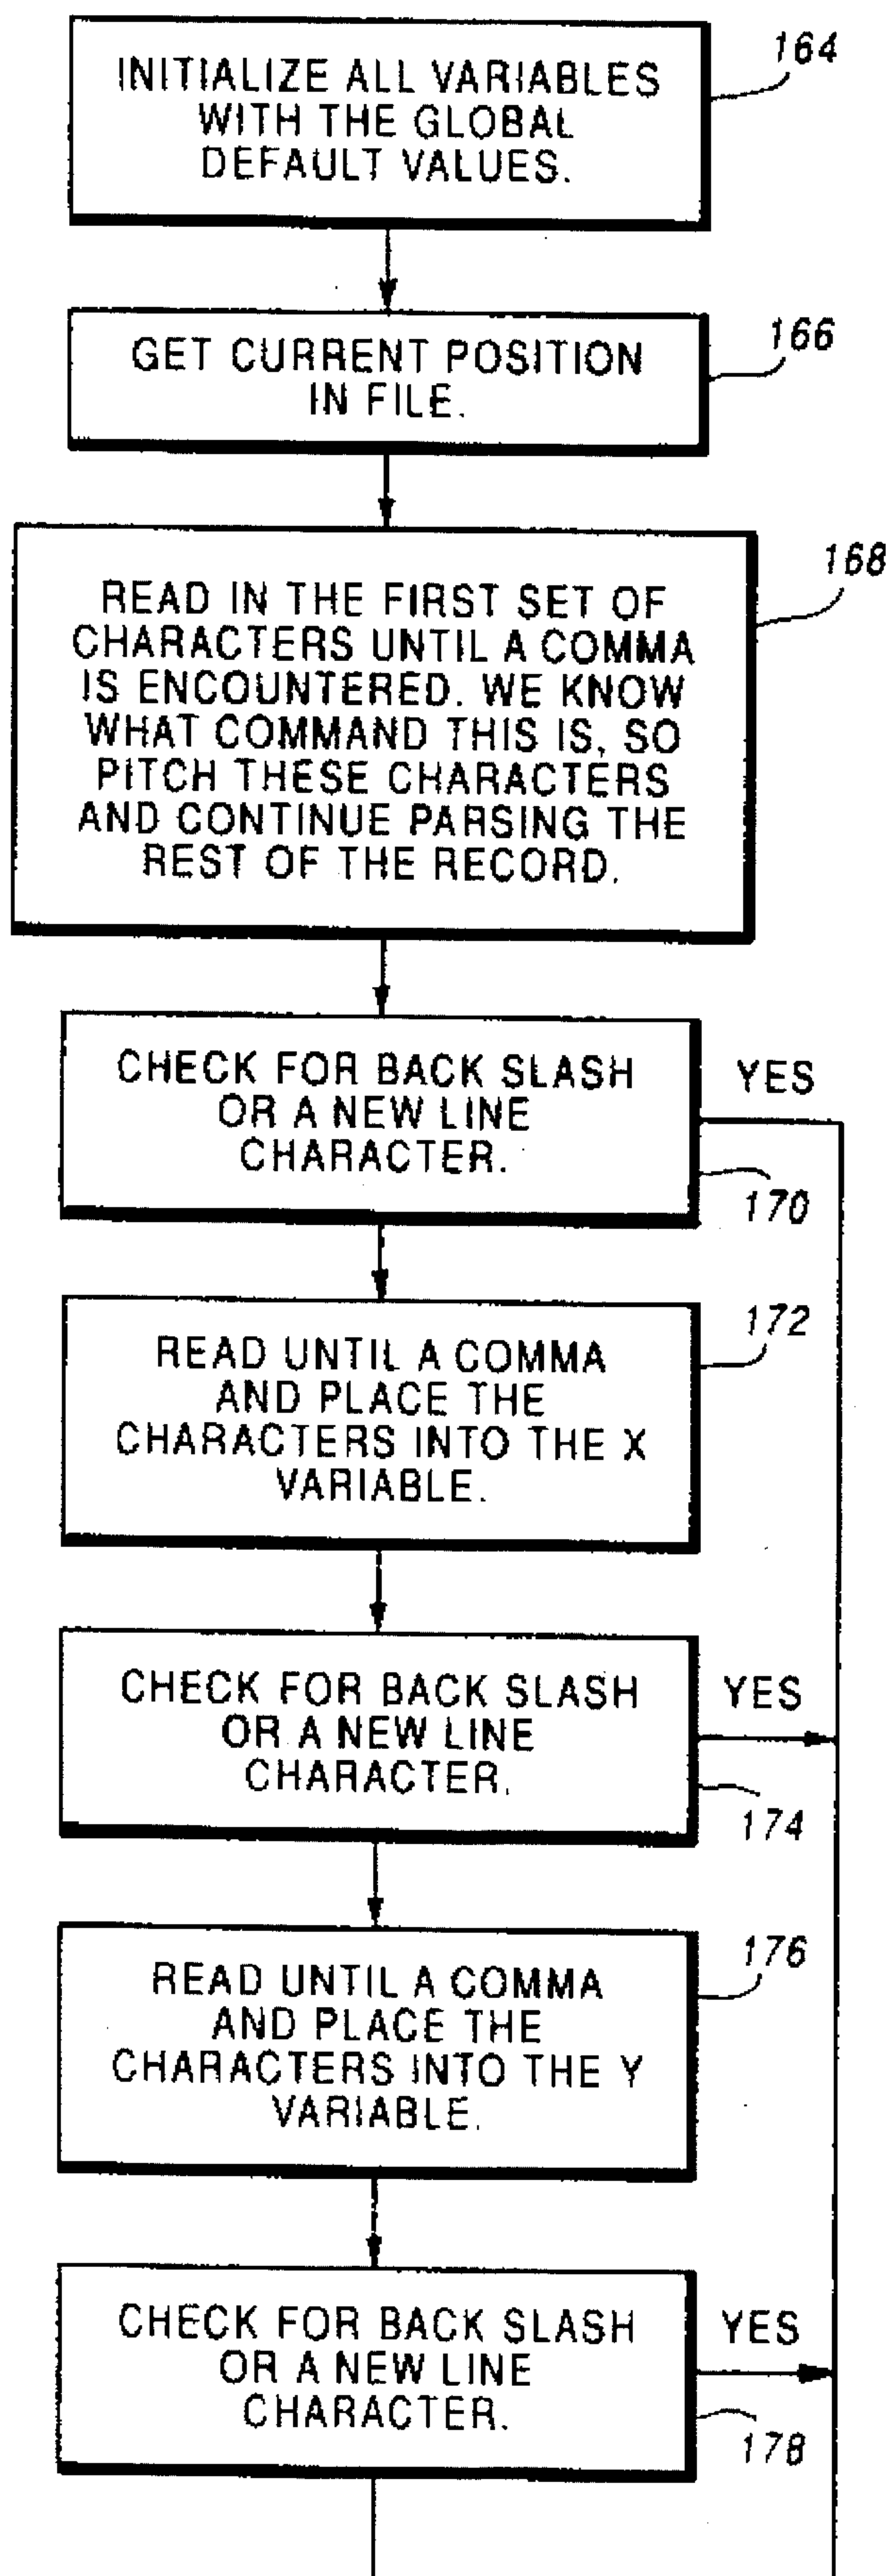 164
INITIALIZE ALL VARIABLES
WITH THE GLOBAL
DEFAULT VALUES.
166
GET CURRENT POSITION
IN FILE.
168
READ IN THE FIRST SET OF
CHARACTERS UNTIL A COMMA
IS ENCOUNTERED. WE KNOW
WHAT COMMAND THIS IS, SO
PITCH THESE CHARACTERS
AND CONTINUE PARSING THE
REST OF THE RECORD.
CHECK FOR BACK SLASH
OR A NEW LINE
CHARACTER.
YES
170
172
READ UNTIL A COMMA
AND PLACE THE
CHARACTERS INTO THE X
VARIABLE.
CHECK FOR BACK SLASH
OR A NEW LINE
CHARACTER.
YES
174
176
READ UNTIL A COMMA
AND PLACE THE
CHARACTERS INTO THE Y
VARIABLE.
CHECK FOR BACK SLASH
OR A NEW LINE
CHARACTER.
YES
178